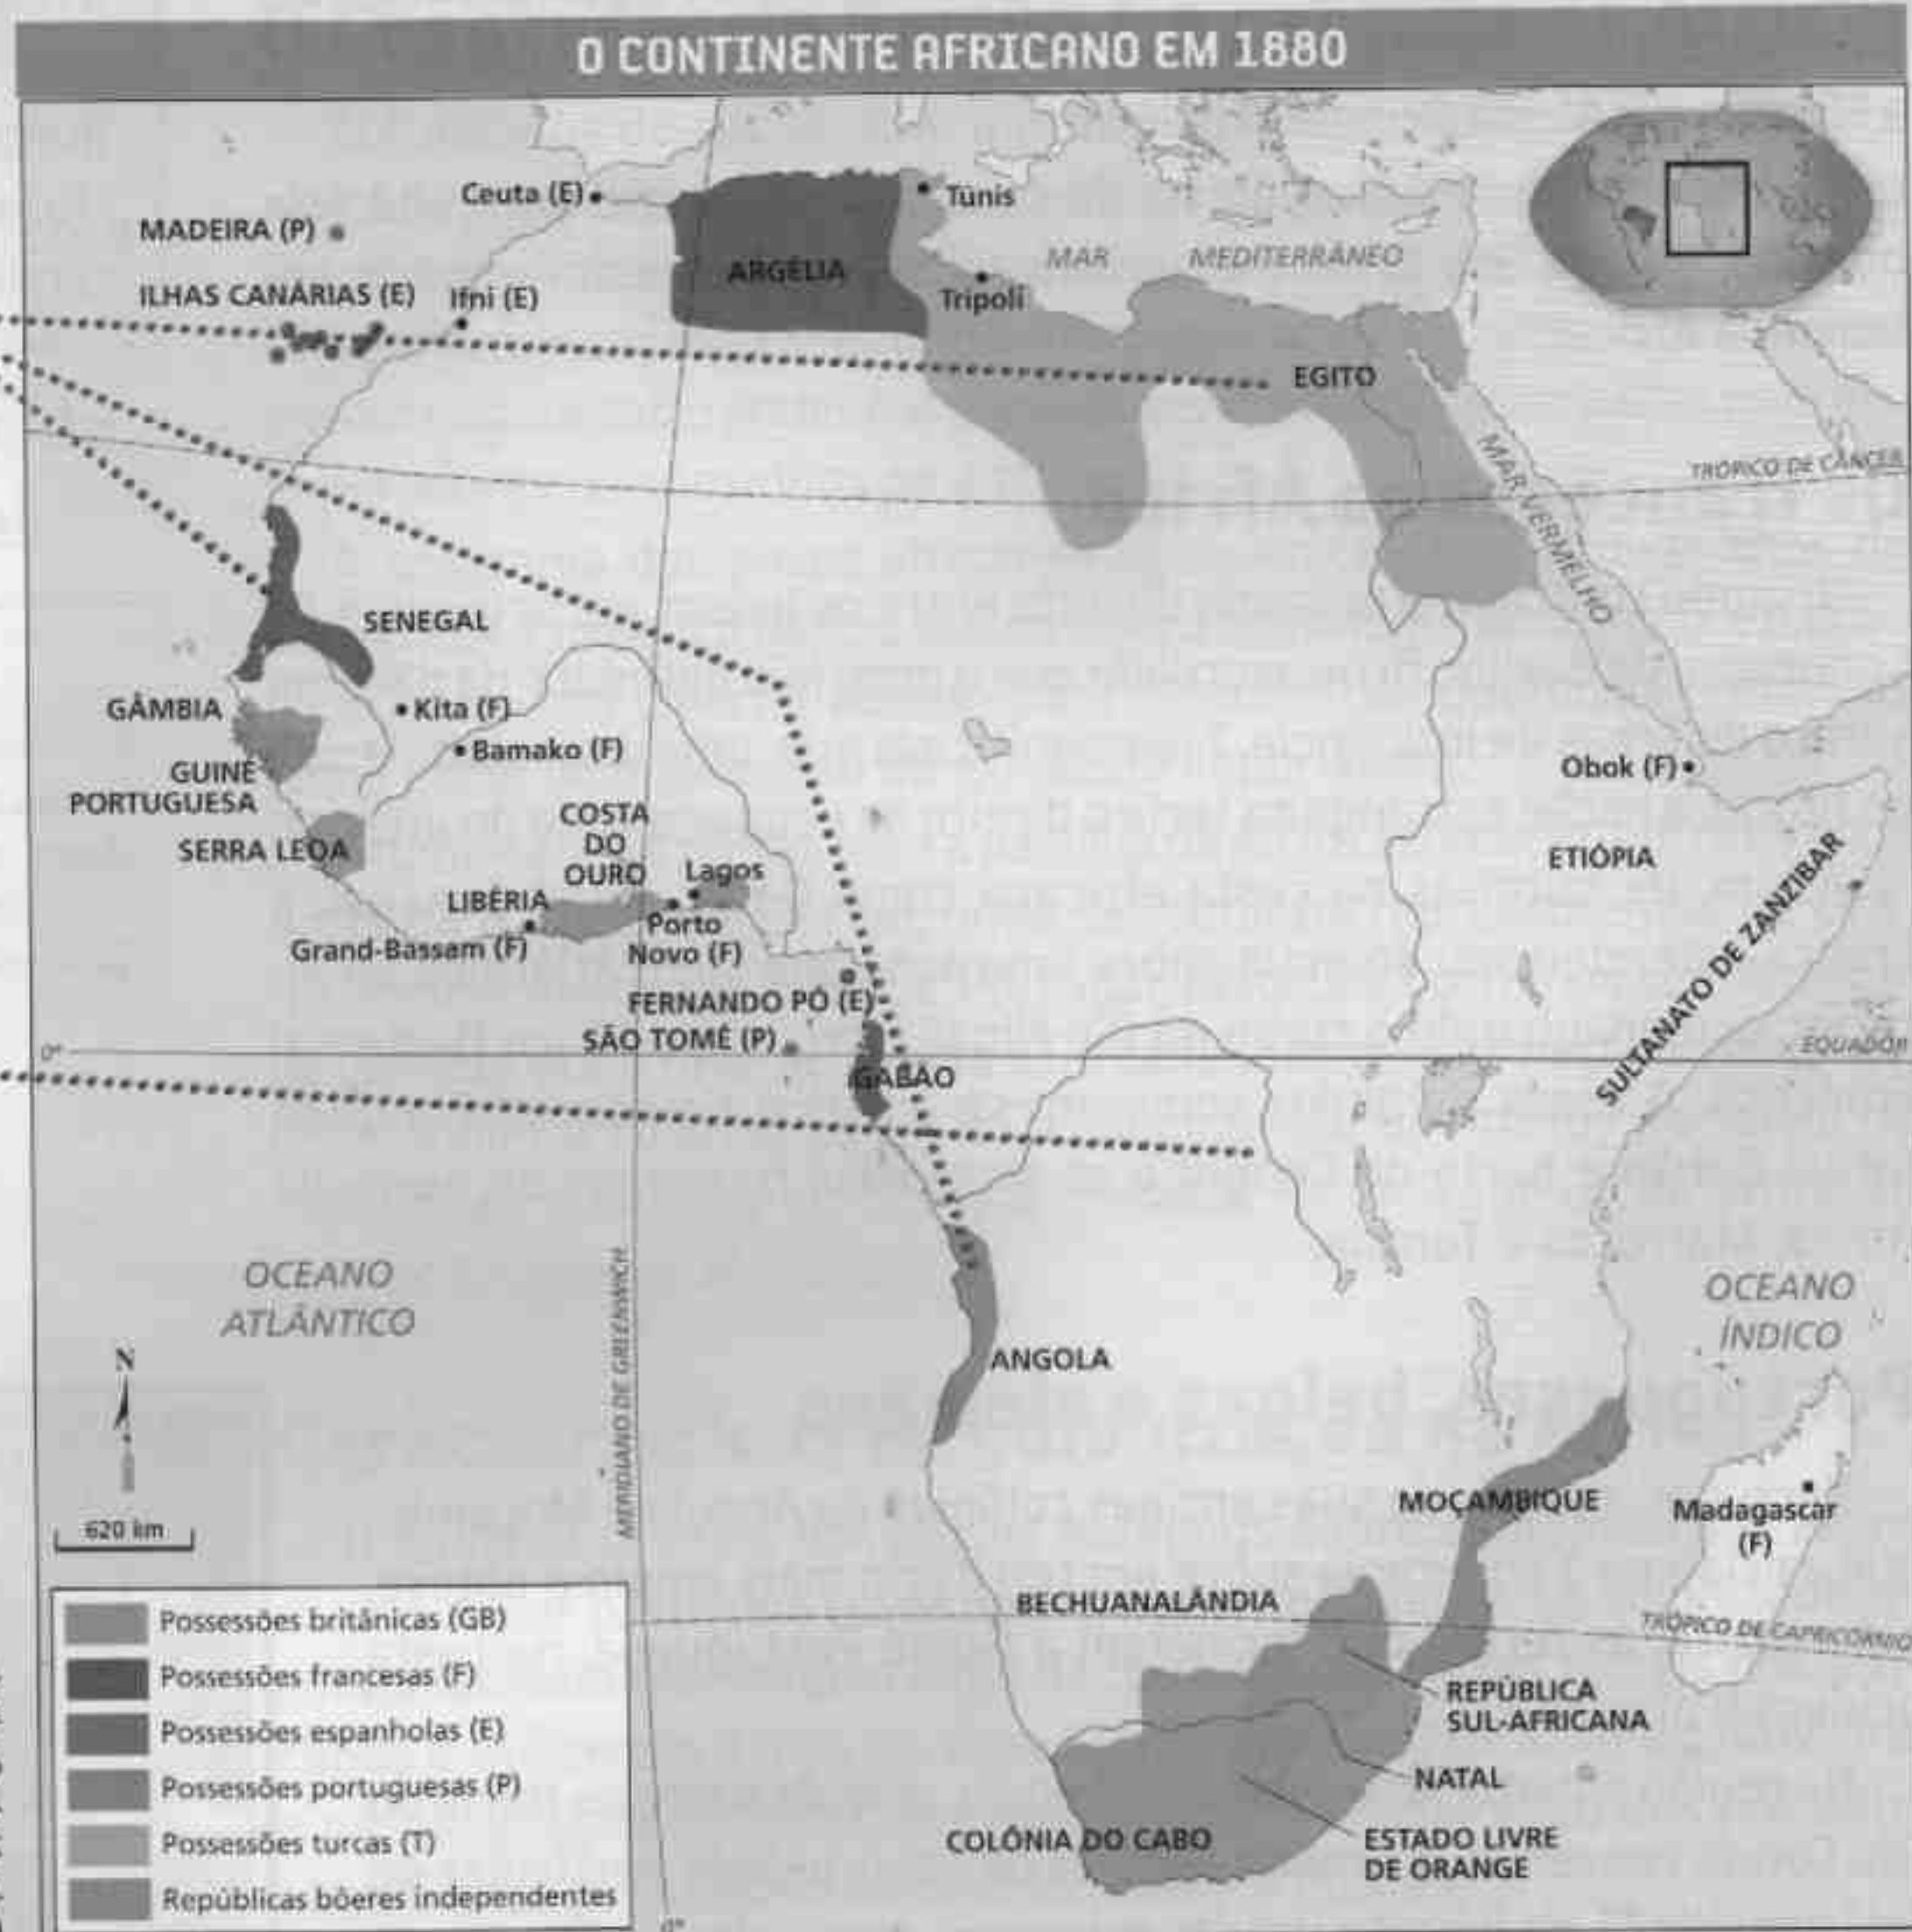 O CONTINENTE AFRICANO EM 1880
Ceuta (E)
Túnis
MADEIRA (P)
MAR MEDITERRÂNEO
ARGÉLIA
ILHAS CANÁRIAS (E)
Ifni (E)
Trípoli
EGITO
MAR VERMELHO
TRÓPICO DE CÂNCER
SENEGAL
GÂMBIA
Kita (F)
Bamako (F)
GUINÉ
PORTUGUESA
Obok (F)
COSTA
DO
OURO
SERRA LEOA
ETIÓPIA
Lagos
LIBÉRIA
Porto
Novo (F)
Grand-Bassam (F)
SULTANATO DE ZANZIBAR
FERNANDO PÓ (E)
SÃO TOMÉ (P)
0°
EQUADOR
GABÃO
OCEANO
ATLÂNTICO
MERIDIANO DE GREENWICH
OCEANO
ÍNDICO
N
ANGOLA
MOÇAMBIQUE
Madagascar
(F)
620 km
BECHUANALÂNDIA
TRÓPICO DE CAPRICÓRNIO
REPÚBLICA
SUL-AFRICANA
NATAL
COLÔNIA DO CABO
ESTADO LIVRE
DE ORANGE
Possessões britânicas (GB)
Possessões francesas (F)
Possessões espanholas (E)
Possessões portuguesas (P)
Possessões turcas (T)
Repúblicas bôeres independentes
0°